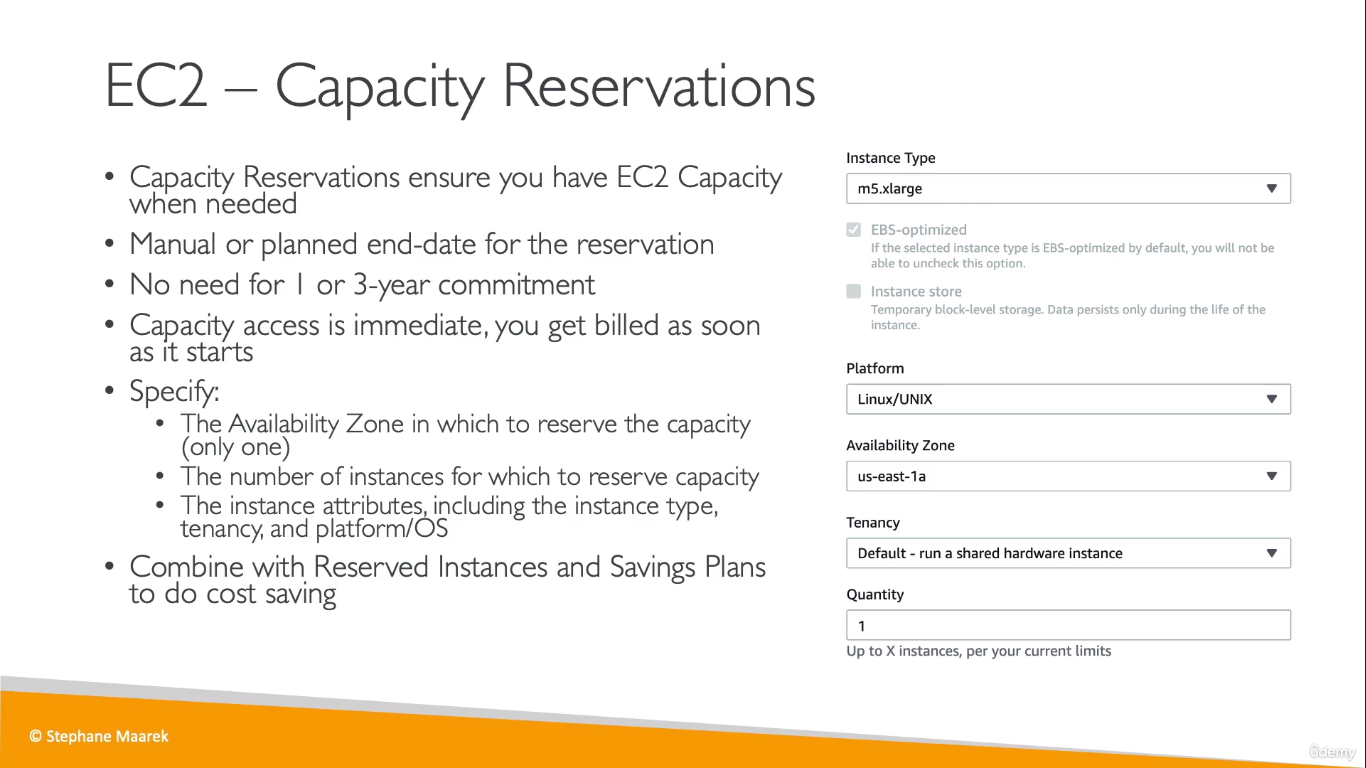 EC2 – Capacity Reservations
• Capacity Reservations ensure you have EC2 Capacity
when needed
• Manual or planned end-date for the reservation
• No need for 1 or 3-year commitment
• Capacity access is immediate, you get billed as soon
as it starts
• Specify:
• The Availability Zone in which to reserve the capacity
(only one)
• The number of instances for which to reserve capacity
• The instance attributes, including the instance type,
tenancy, and platform/OS
• Combine with Reserved Instances and Savings Plans
to do cost saving
Instance Type
m5.xlarge
EBS-optimized
If the selected instance type is EBS-optimized by default, you will not be
able to uncheck this option.
Instance store
Temporary block-level storage. Data persists only during the life of the
instance.
Platform
Linux/UNIX
Availability Zone
us-east-1a
Tenancy
Default - run a shared hardware instance
Quantity
1
Up to X instances, per your current limits
© Stephane Maarek
ûdemy